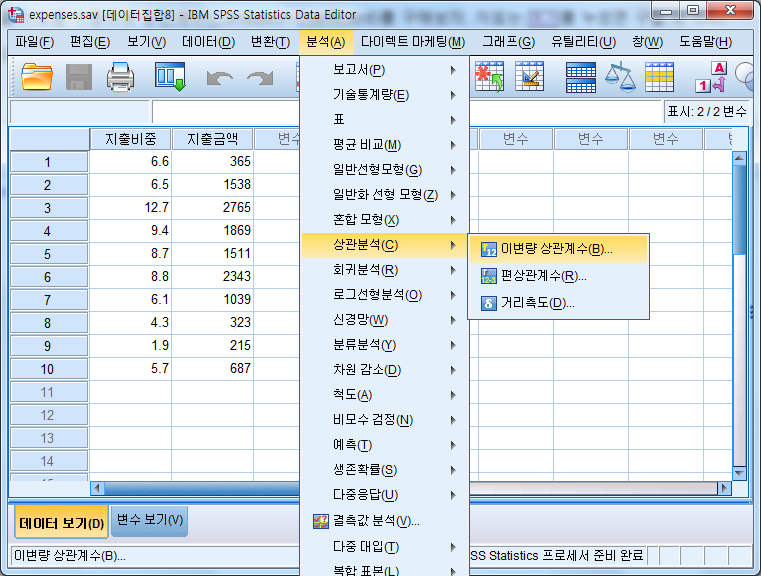 expenses.sav [데이터집합8] - IBM SPSS Statistics Data Editor
파일(F) 편집(E) 보기(V) 데이터(D) 변환(T) 분석(A) 다이렉트 마케팅(M) 그래프(G) 유틸리티(U) 창(W) 도움말(H)
표시: 2 / 2 변수
지출비중 지출금액 변수 변수 변수 변수
1 6.6 365
2 6.5 1538
3 12.7 2765
4 9.4 1869
5 8.7 1511
6 8.8 2343
7 6.1 1039
8 4.3 323
9 1.9 215
10 5.7 687
11
12
13
14
보고서(P)
기술통계량(E)
표
평균 비교(M)
일반선형모형(G)
일반화 선형 모형(Z)
혼합 모형(X)
상관분석(C)
회귀분석(R)
로그선형분석(O)
신경망(W)
분류분석(Y)
차원 감소(D)
척도(A)
비모수 검정(N)
예측(T)
생존확률(S)
다중응답(U)
결측값 분석(V)...
다중 대입(T)
복합 표본(L)
이변량 상관계수(B)...
편상관계수(R)...
거리측도(D)...
데이터 보기(D) 변수 보기(V)
이변량 상관계수(B)...
SS Statistics 프로세서 준비 완료